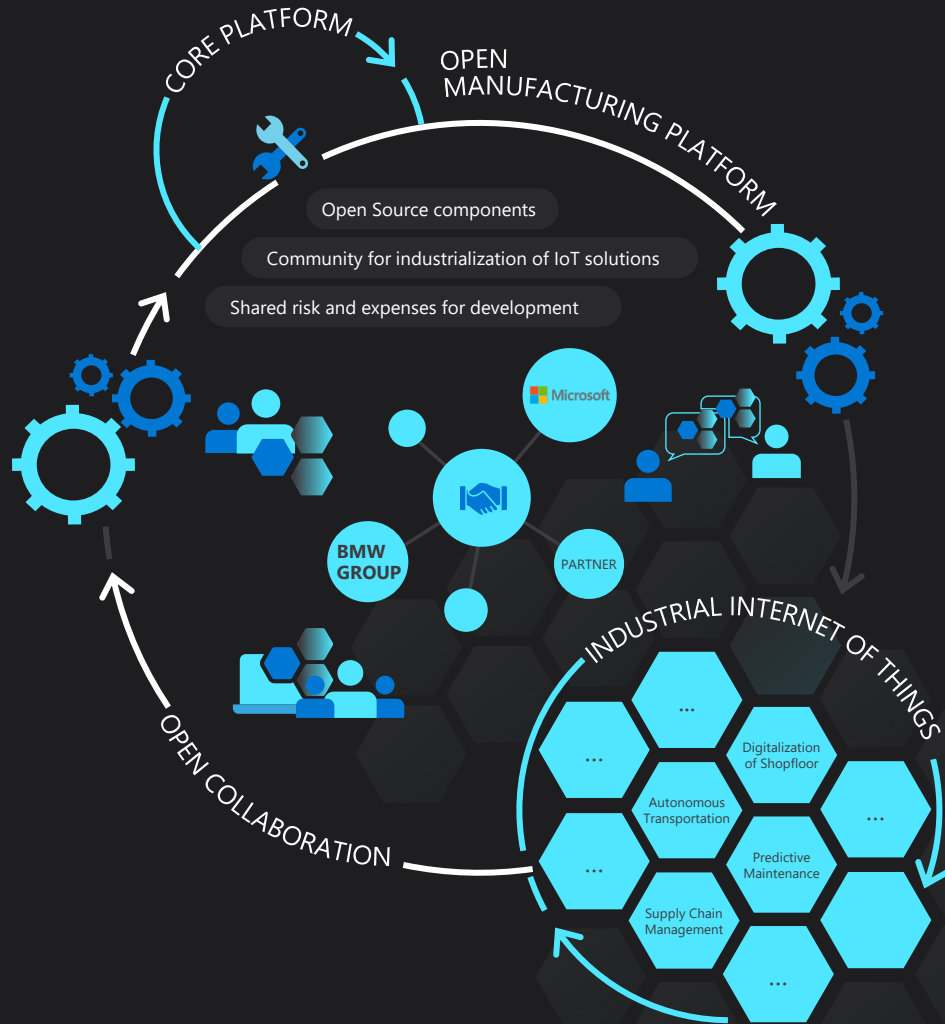 CORE PLATFORM
OPEN
MANUFACTURING PLATFORM
Open Source components
Community for industrialization of IoT solutions
Shared risk and expenses for development
Microsoft
BMW
GROUP
PARTNER
INDUSTRIAL INTERNET OF THINGS
...
...
Digitalization
of Shopfloor
Autonomous
Transportation
...
...
Predictive
Maintenance
Supply Chain
Management
...
OPEN COLLABORATION